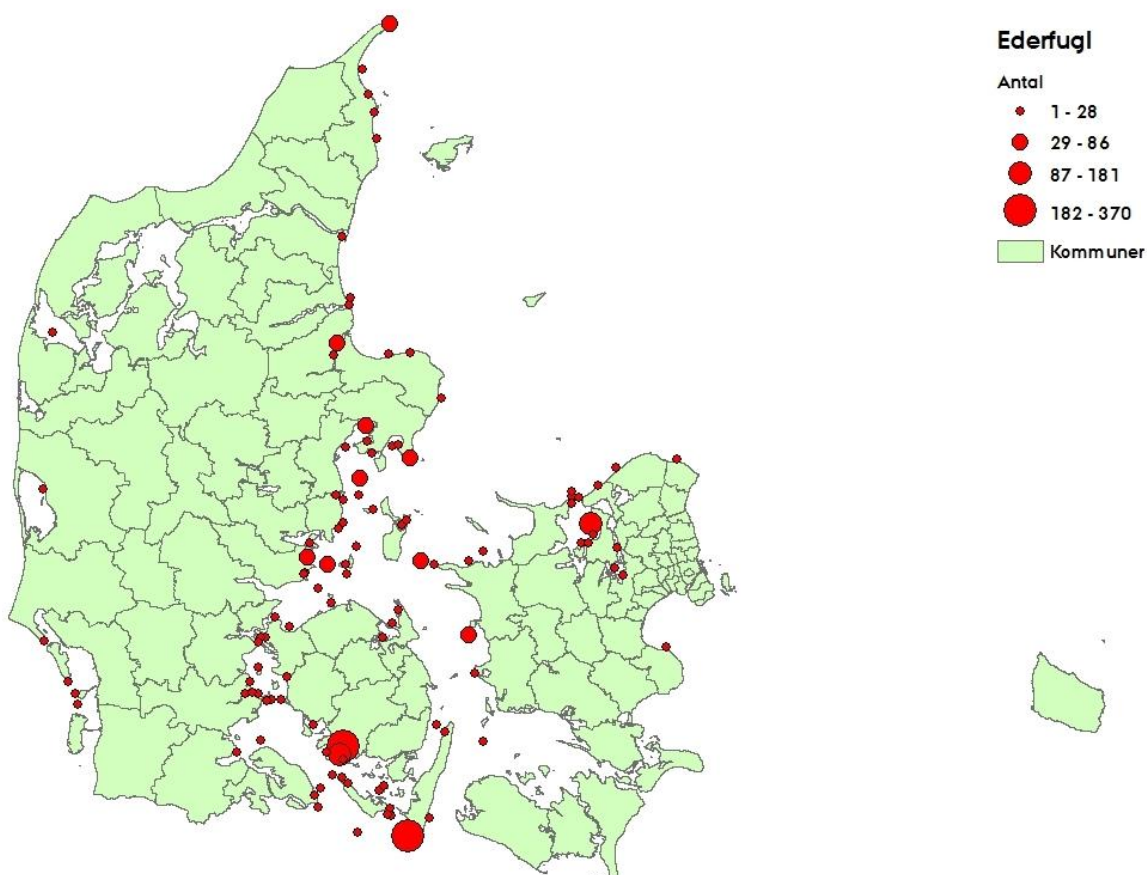 Ederfugl
Antal
1 - 28
29 - 86
87 - 181
182 - 370
Kommuner